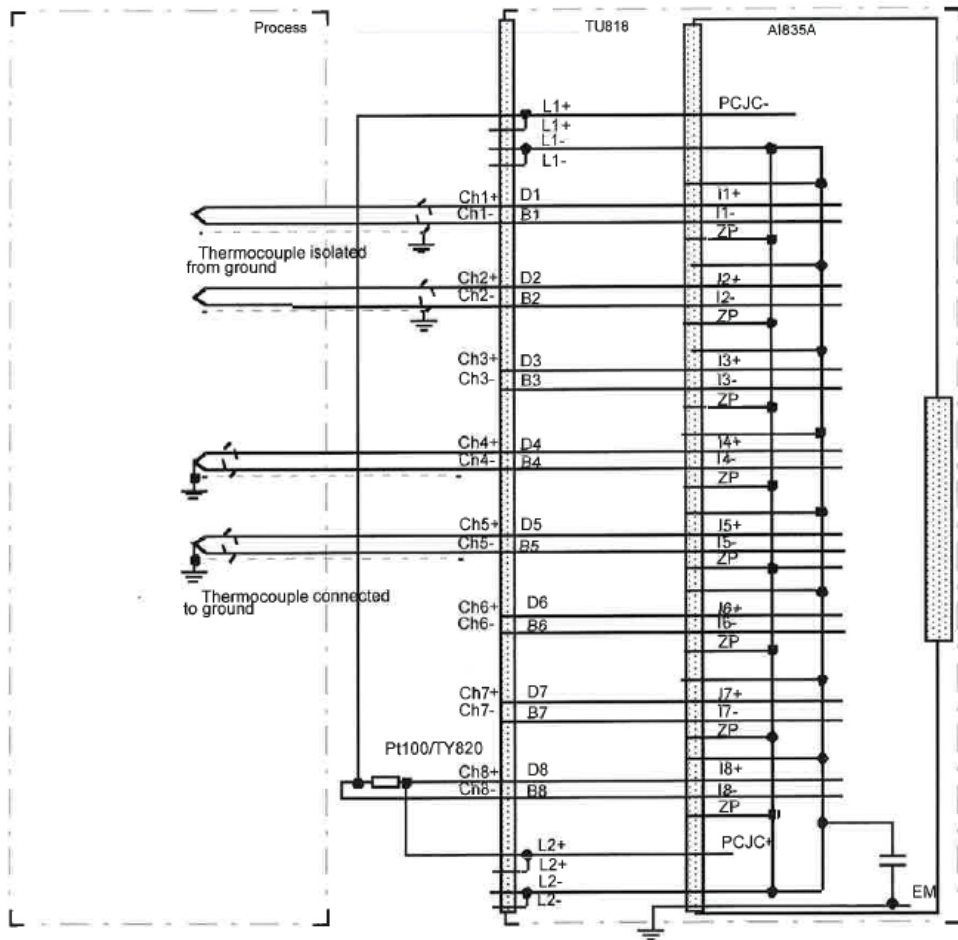 Process
TU818
AI835A
L1+
PCJC-
L1+
L1-
L1-
Ch1+
D1
I1+
Ch1-
B1
I1-
ZP
Thermocouple isolated
from ground
Ch2+
D2
I2+
Ch2-
B2
I2-
ZP
Ch3+
D3
I3+
Ch3-
B3
I3-
ZP
Ch4+
D4
I4+
Ch4-
B4
I4-
ZP
Ch5+
D5
I5+
Ch5-
B5
I5-
ZP
Thermocouple connected
to ground
Ch6+
D6
I6+
Ch6-
B6
I6-
ZP
Ch7+
D7
I7+
Ch7-
B7
I7-
ZP
Pt100/TY820
Ch8+
D8
I8+
Ch8-
B8
I8-
ZP
L2+
PCJC+
L2+
L2-
L2-
EM